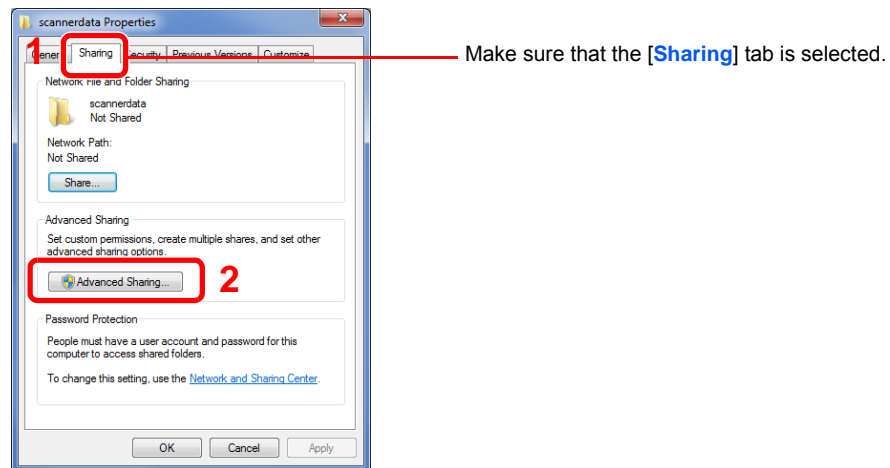 scannerdata Properties
1
Sharing Security Previous Versions Customize
Make sure that the [Sharing] tab is selected.
Network File and Folder Sharing
scannerdata
Not Shared
Network Path:
Not Shared
Share...
Advanced Sharing
Set custom permissions, create multiple shares, and set other
advanced sharing options.
Advanced Sharing...
2
Password Protection
People must have a user account and password for this
computer to access shared folders.
To change this setting, use the Network and Sharing Center.
OK Cancel Apply